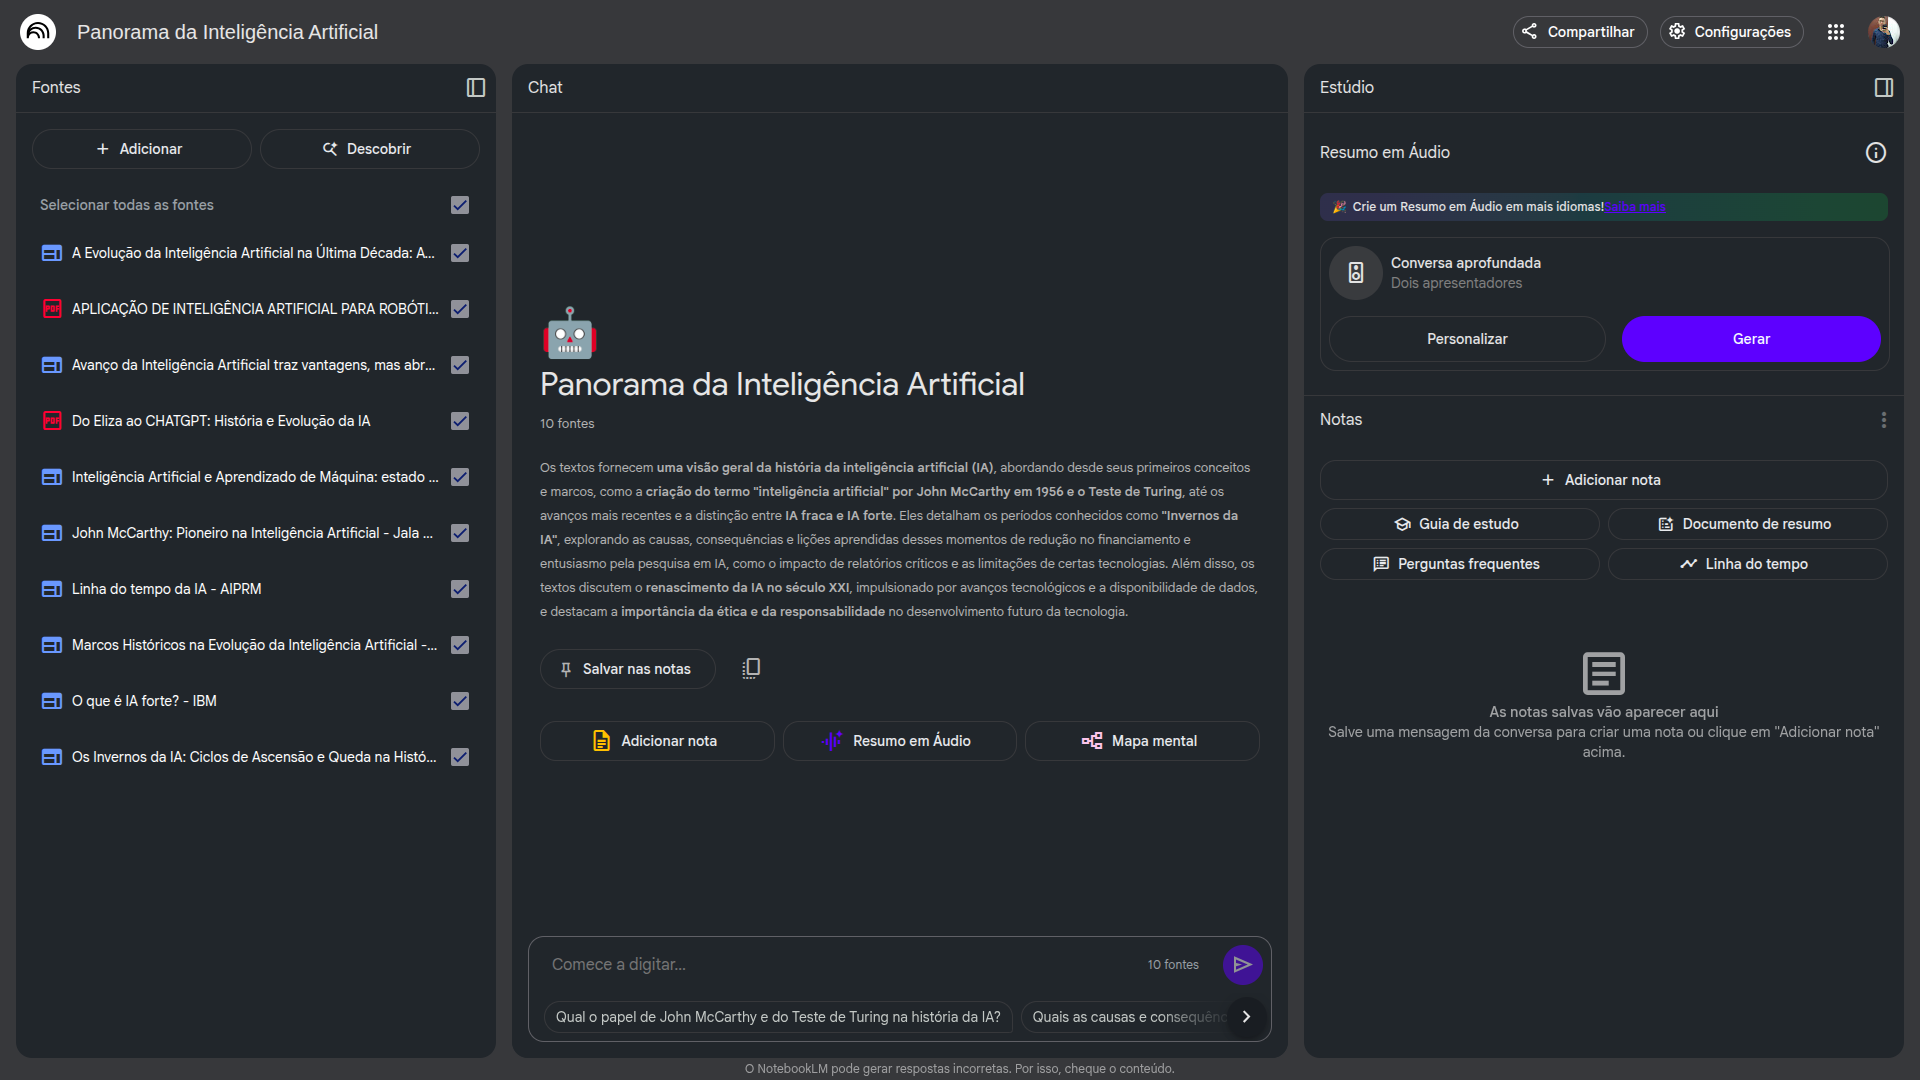 Panorama da Inteligência Artificial
Compartilhar
Configurações
Fontes
Adicionar
Descobrir
Selecionar todas as fontes
A Evolução da Inteligência Artificial na Última Década: A...
PDF
APLICAÇÃO DE INTELIGÊNCIA ARTIFICIAL PARA ROBÓTI...
Avanço da Inteligência Artificial traz vantagens, mas abr...
PDF
Do Eliza ao CHATGPT: História e Evolução da IA
Inteligência Artificial e Aprendizado de Máquina: estado ...
John McCarthy: Pioneiro na Inteligência Artificial - Jala ...
Linha do tempo da IA - AIPRM
Marcos Históricos na Evolução da Inteligência Artificial -...
O que é IA forte? - IBM
Os Invernos da IA: Ciclos de Ascensão e Queda na Histó...
Chat
Panorama da Inteligência Artificial
10 fontes
Os textos fornecem uma visão geral da história da inteligência artificial (IA), abordando desde seus primeiros conceitos
e marcos, como a criação do termo "inteligência artificial" por John McCarthy em 1956 e o Teste de Turing, até os
avanços mais recentes e a distinção entre IA fraca e IA forte. Eles detalham os períodos conhecidos como "Invernos da
IA", explorando as causas, consequências e lições aprendidas desses momentos de redução no financiamento e
entusiasmo pela pesquisa em IA, como o impacto de relatórios críticos e as limitações de certas tecnologias. Além disso, os
textos discutem o renascimento da IA no século XXI, impulsionado por avanços tecnológicos e a disponibilidade de dados,
e destacam a importância da ética e da responsabilidade no desenvolvimento futuro da tecnologia.
Salvar nas notas
Adicionar nota
Resumo em Áudio
Mapa mental
Comece a digitar...
10 fontes
Qual o papel de John McCarthy e do Teste de Turing na história da IA?
Quais as causas e consequênc
Estúdio
Resumo em Áudio
Crie um Resumo em Áudio em mais idiomas!Saiba mais
Conversa aprofundada
Dois apresentadores
Personalizar
Gerar
Notas
Adicionar nota
Guia de estudo
Documento de resumo
Perguntas frequentes
Linha do tempo
As notas salvas vão aparecer aqui
Salve uma mensagem da conversa para criar uma nota ou clique em "Adicionar nota"
acima.
O NotebookLM pode gerar respostas incorretas. Por isso, cheque o conteúdo.